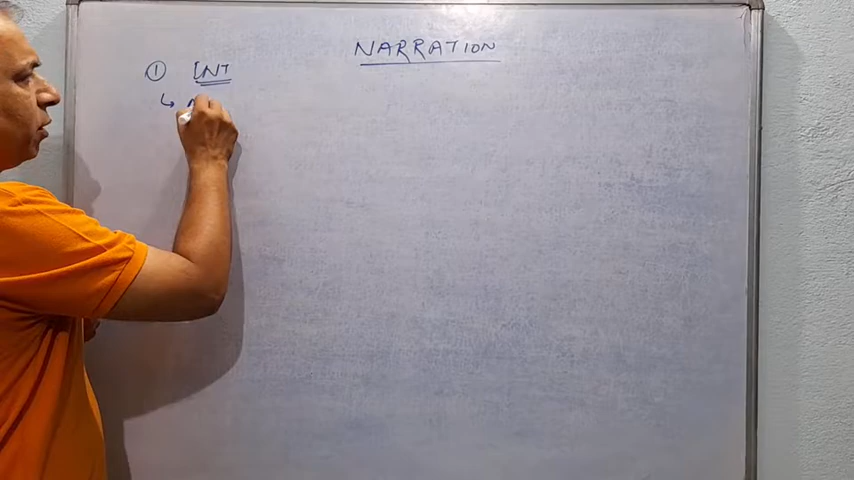 NARRATION
① INT